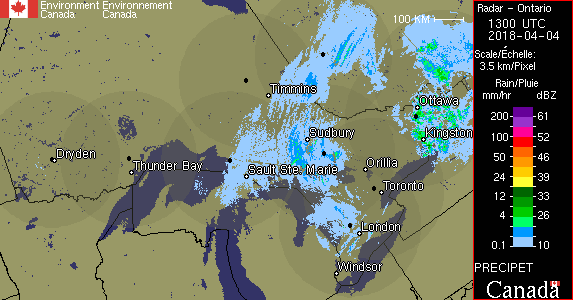 Environment Environnement
Canada Canada
100 KM
Timmins
Ottawa
Sudbury
Kingston
Dryden
Thunder Bay
Sault Ste. Marie
Orillia
Toronto
London
Windsor
Radar - Ontario
1300 UTC
2018-04-04
Scale/Échelle:
3.5 km/Pixel
Rain/Pluie
mm/hr dBZ
200 61
100 52
50 46
24 39
12 33
4 26
0.1 10
PRECIPET
Canada